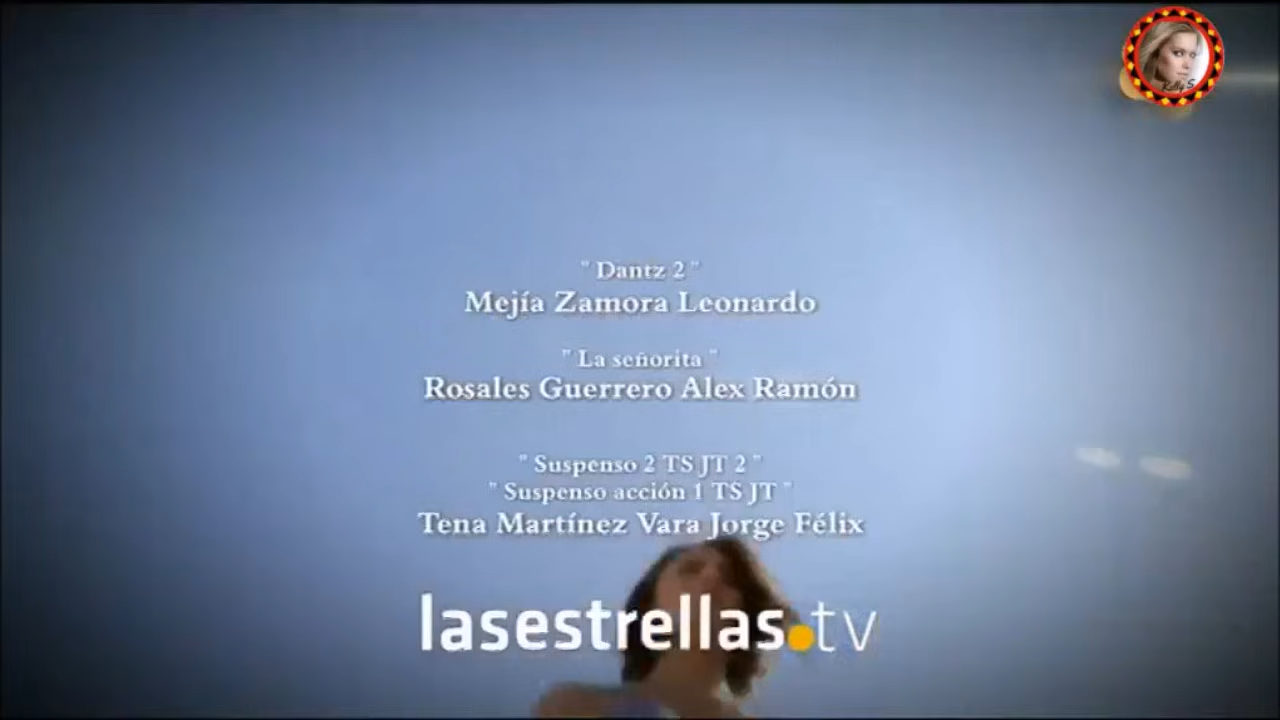 Kelly S
" Dantz 2 "
Mejía Zamora Leonardo
" La señorita "
Rosales Guerrero Alex Ramón
" Suspenso 2 TS JT 2 "
" Suspenso acción 1 TS JT "
Tena Martínez Vara Jorge Félix
lasestrellas.tv